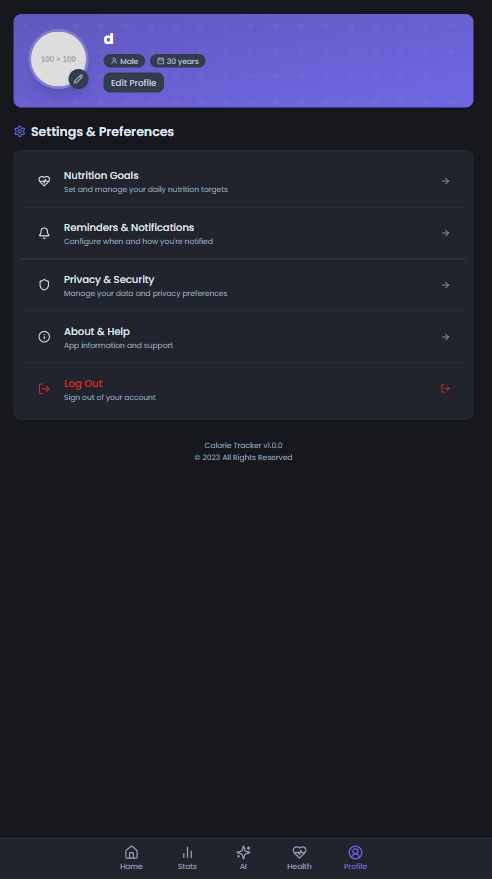 100 × 100
d
Male
30 years
Edit Profile
Settings & Preferences
Nutrition Goals
Set and manage your daily nutrition targets
Reminders & Notifications
Configure when and how you're notified
Privacy & Security
Manage your data and privacy preferences
About & Help
App information and support
Log Out
Sign out of your account
Calorie Tracker v1.0.0
© 2023 All Rights Reserved
Home
Stats
AI
Health
Profile